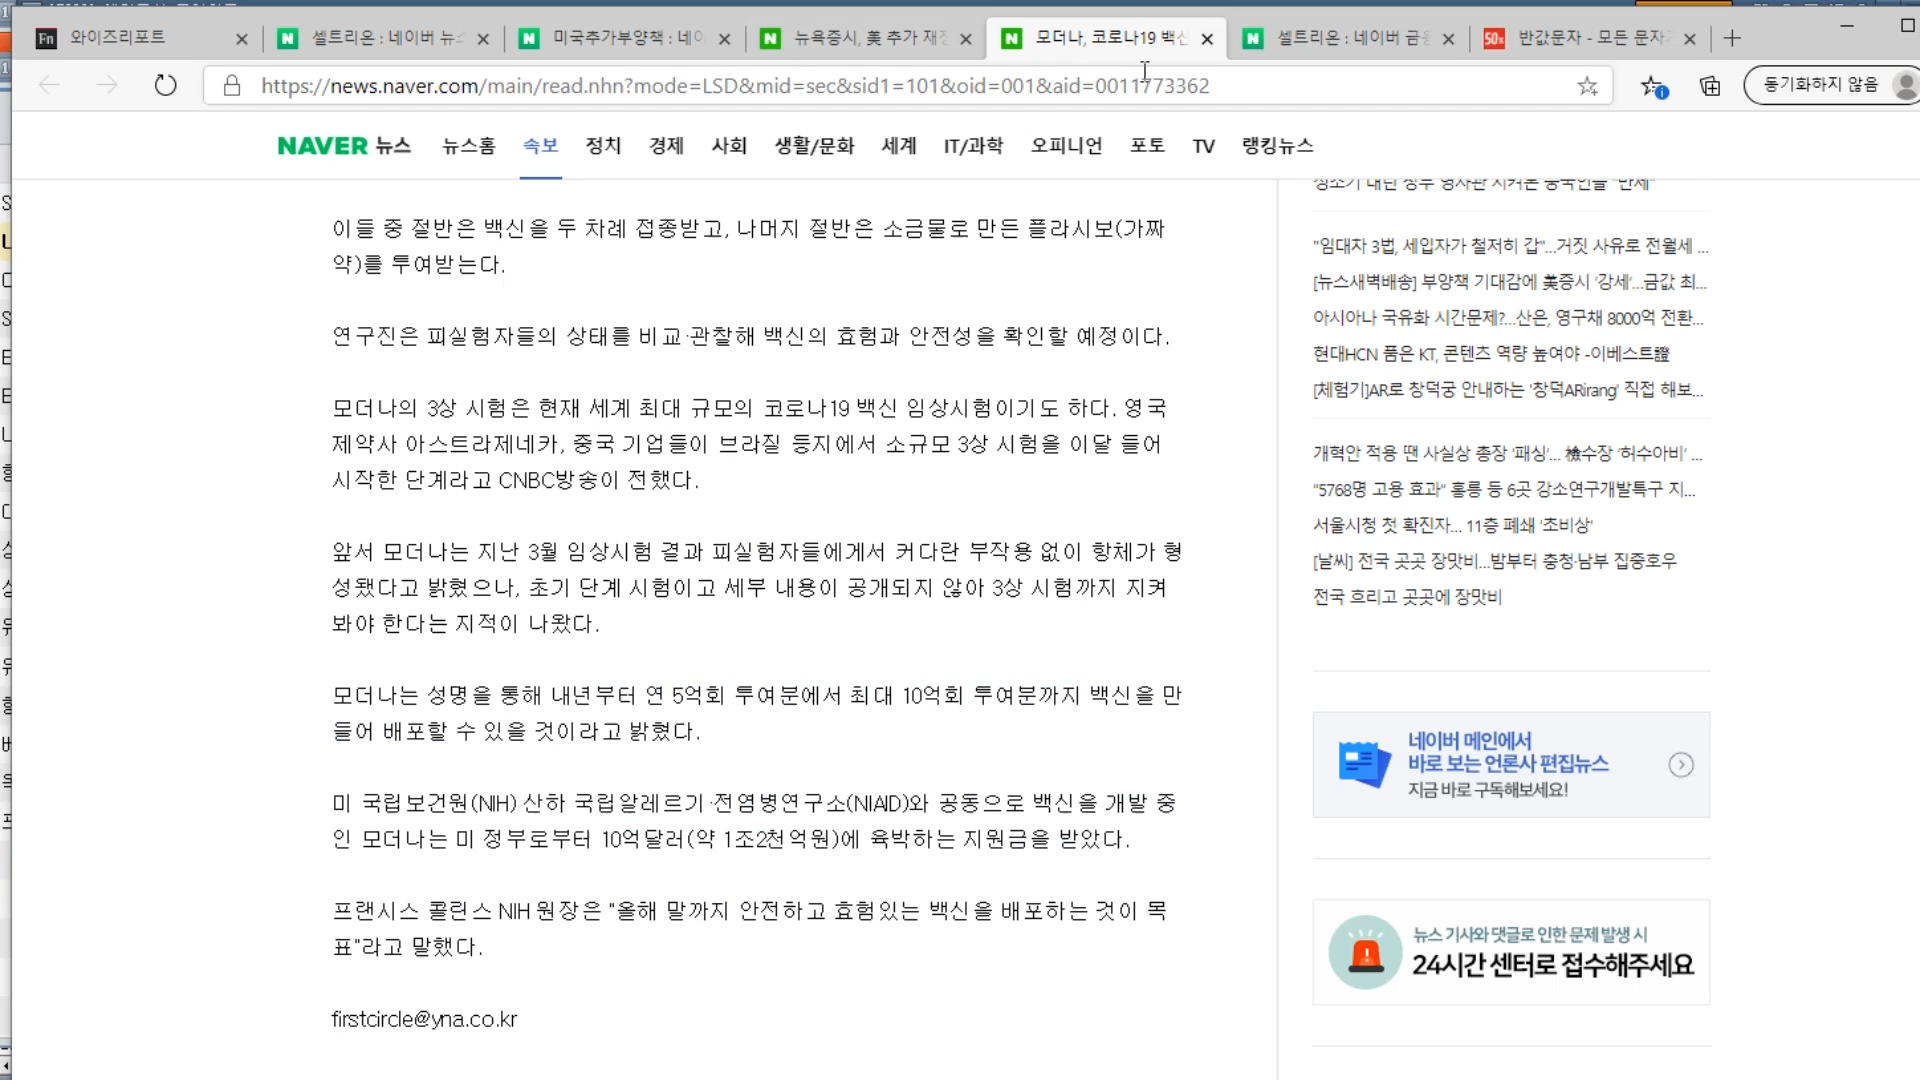 와이즈리포트
셀트리온 : 네이버 뉴스
미국추가부양책 : 네이
뉴욕증시, 美 추가 재정
모더나, 코로나19 백신
셀트리온 : 네이버 금융
반값문자 - 모든 문자
https://news.naver.com/main/read.nhn?mode=LSD&mid=sec&sid1=101&oid=001&aid=0011773362
동기화하지 않음
NAVER 뉴스 뉴스홈 속보 정치 경제 사회 생활/문화 세계 IT/과학 오피니언 포토 TV 랭킹뉴스
이들 중 절반은 백신을 두 차례 접종받고, 나머지 절반은 소금물로 만든 플라시보(가짜
약)를 투여받는다.
연구진은 피실험자들의 상태를 비교·관찰해 백신의 효험과 안전성을 확인할 예정이다.
모더나의 3상 시험은 현재 세계 최대 규모의 코로나19 백신 임상시험이기도 하다. 영국
제약사 아스트라제네카, 중국 기업들이 브라질 등지에서 소규모 3상 시험을 이달 들어
시작한 단계라고 CNBC방송이 전했다.
앞서 모더나는 지난 3월 임상시험 결과 피실험자들에게서 커다란 부작용 없이 항체가 형
성됐다고 밝혔으나, 초기 단계 시험이고 세부 내용이 공개되지 않아 3상 시험까지 지켜
봐야 한다는 지적이 나왔다.
모더나는 성명을 통해 내년부터 연 5억회 투여분에서 최대 10억회 투여분까지 백신을 만
들어 배포할 수 있을 것이라고 밝혔다.
미 국립보건원(NIH) 산하 국립알레르기·전염병연구소(NIAID)와 공동으로 백신을 개발 중
인 모더나는 미 정부로부터 10억달러(약 1조2천억원)에 육박하는 지원금을 받았다.
프랜시스 콜린스 NIH 원장은 "올해 말까지 안전하고 효험있는 백신을 배포하는 것이 목
표"라고 말했다.
firstcircle@yna.co.kr
"임대차 3법, 세입자가 철저히 갑"...거짓 사유로 전월세 ...
[뉴스새벽배송] 부양책 기대감에 美증시 '강세'...금값 최...
아시아나 국유화 시간문제?...산은, 영구채 8000억 전환...
현대HCN 품은 KT, 콘텐츠 역량 높여야 -이베스트證
[체험기]AR로 창덕궁 안내하는 '창덕ARirang' 직접 해보...
개혁안 적용 땐 사실상 총장 '패싱'... 檢수장 '허수아비' ...
"5768명 고용 효과" 홍릉 등 6곳 강소연구개발특구 지...
서울시청 첫 확진자... 11층 폐쇄 '초비상'
[날씨] 전국 곳곳 장맛비...밤부터 충청·남부 집중호우
전국 흐리고 곳곳에 장맛비
네이버 메인에서
바로 보는 언론사 편집뉴스
지금 바로 구독해보세요!
뉴스 기사와 댓글로 인한 문제 발생 시
24시간 센터로 접수해주세요